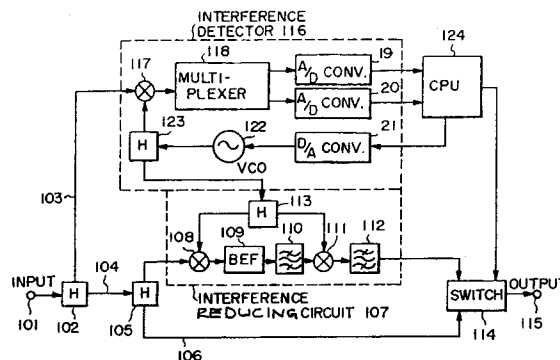 INTERFERENCE
DETECTOR 116
124
118
19
117
MULTI-
PLEXER
A/D CONV.
CPU
20
A/D CONV.
123
122
21
H
D/A CONV.
VCO
103
H
113
108
109
110
111
112
BEF
104
INPUT
H
H
SWITCH
OUTPUT
101
102
105
INTERFERENCE
REDUCING CIRCUIT 107
114
115
106